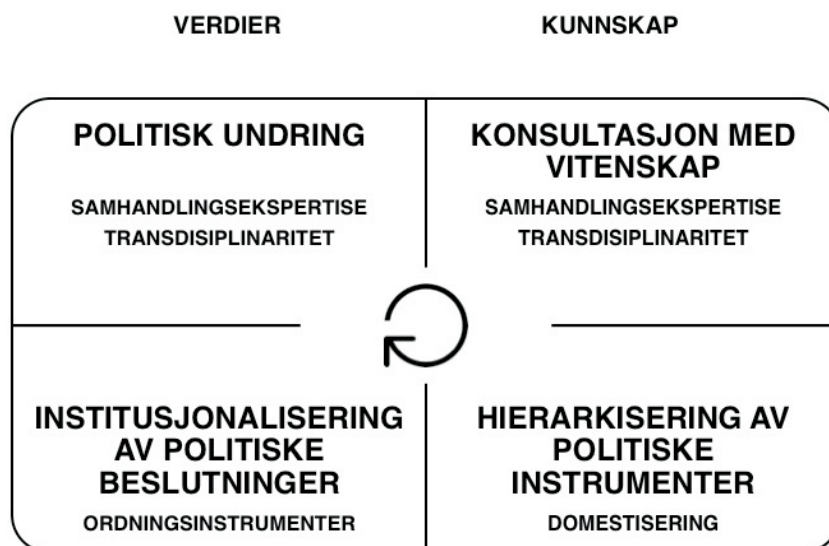 VERDIER
KUNNSKAP
POLITISK UNDRING
SAMHANDLINGSEKSPERTISE
TRANSDISIPLINARITET
KONSULTASJON MED
VITENSKAP
SAMHANDLINGSEKSPERTISE
TRANSDISIPLINARITET
INSTITUSJONALISERING
AV POLITISKE
BESLUTNINGER
ORDNINGSINSTRUMENTER
HIERARKISERING AV
POLITISKE
INSTRUMENTER
DOMESTISERING